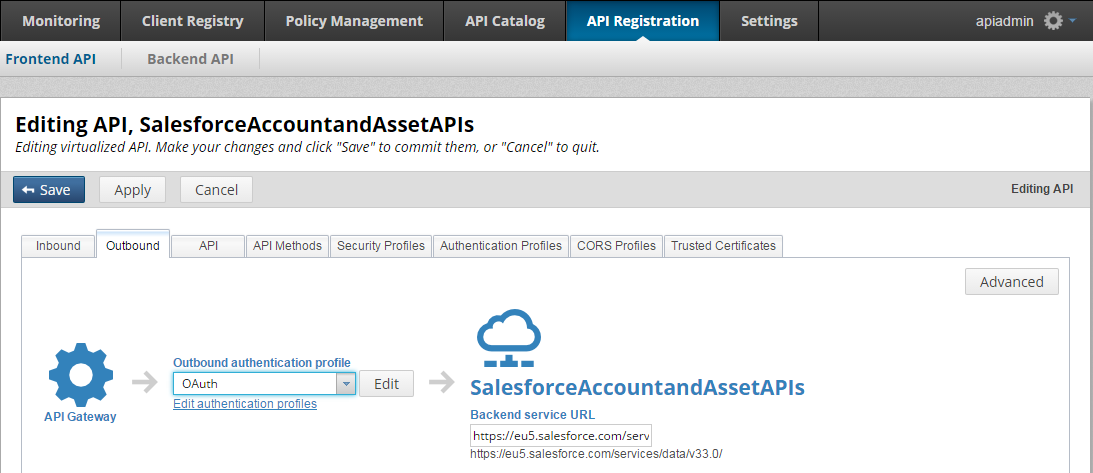 Monitoring Client Registry Policy Management API Catalog API Registration Settings apiadmin
Frontend API Backend API
Editing API, SalesforceAccountandAssetAPIs
Editing virtualized API. Make your changes and click "Save" to commit them, or "Cancel" to quit.
Save Apply Cancel Editing API
Inbound Outbound API API Methods Security Profiles Authentication Profiles CORS Profiles Trusted Certificates
Advanced
API Gateway
Outbound authentication profile
OAuth Edit
Edit authentication profiles
SalesforceAccountandAssetAPIs
Backend service URL
https://eu5.salesforce.com/serv
https://eu5.salesforce.com/services/data/v33.0/